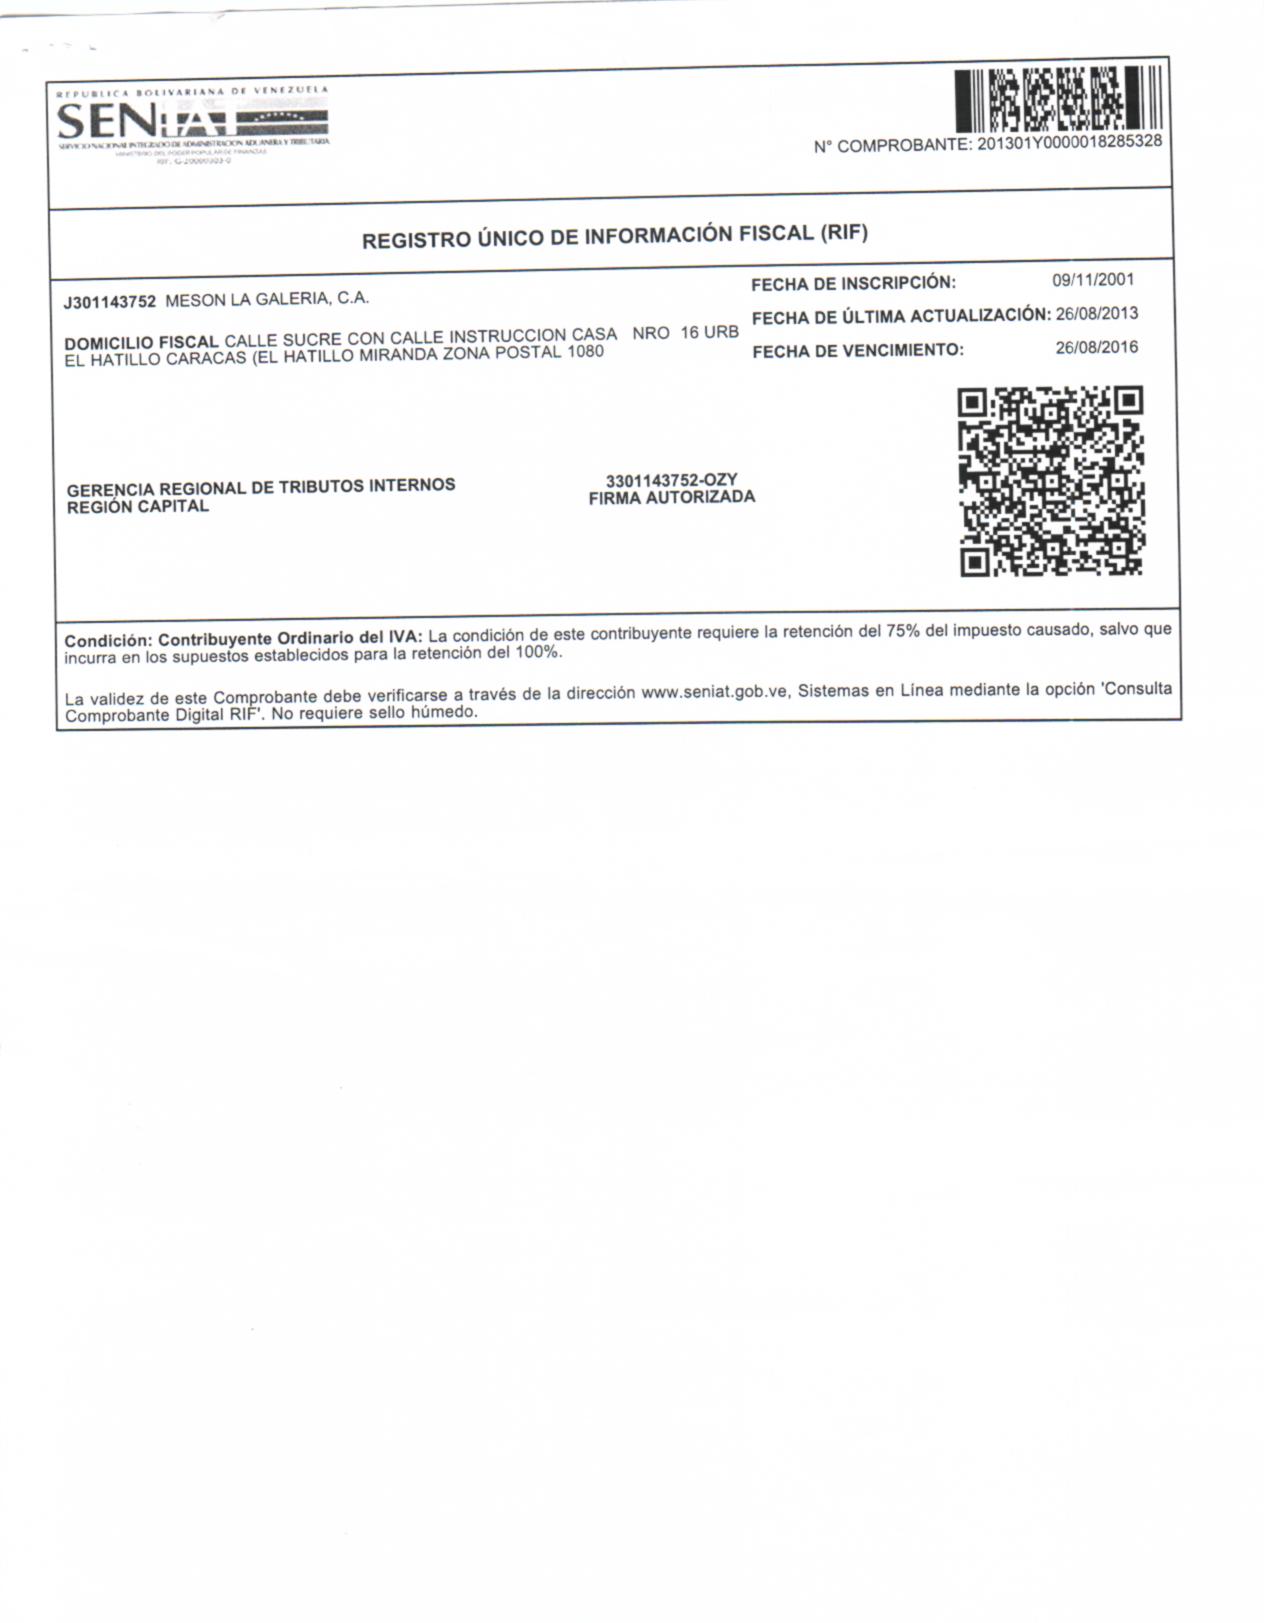 REPUBLICA BOLIVARIANA DE VENEZUELA
SENIAT
SERVICIO NACIONAL INTEGRADO DE ADMINISTRACION ADUANERA Y TRIBUTARIA
MINISTERIO DEL PODER POPULAR DE FINANZAS
RIF: G-20000303-0
N° COMPROBANTE: 201301Y0000018285328
REGISTRO ÚNICO DE INFORMACIÓN FISCAL (RIF)
J301143752 MESON LA GALERIA, C.A.
DOMICILIO FISCAL CALLE SUCRE CON CALLE INSTRUCCION CASA NRO 16 URB
EL HATILLO CARACAS (EL HATILLO MIRANDA ZONA POSTAL 1080
FECHA DE INSCRIPCIÓN: 09/11/2001
FECHA DE ÚLTIMA ACTUALIZACIÓN: 26/08/2013
FECHA DE VENCIMIENTO: 26/08/2016
GERENCIA REGIONAL DE TRIBUTOS INTERNOS
REGIÓN CAPITAL
3301143752-OZY
FIRMA AUTORIZADA
Condición: Contribuyente Ordinario del IVA: La condición de este contribuyente requiere la retención del 75% del impuesto causado, salvo que
incurra en los supuestos establecidos para la retención del 100%.
La validez de este Comprobante debe verificarse a través de la dirección www.seniat.gob.ve, Sistemas en Línea mediante la opción 'Consulta
Comprobante Digital RIF'. No requiere sello húmedo.